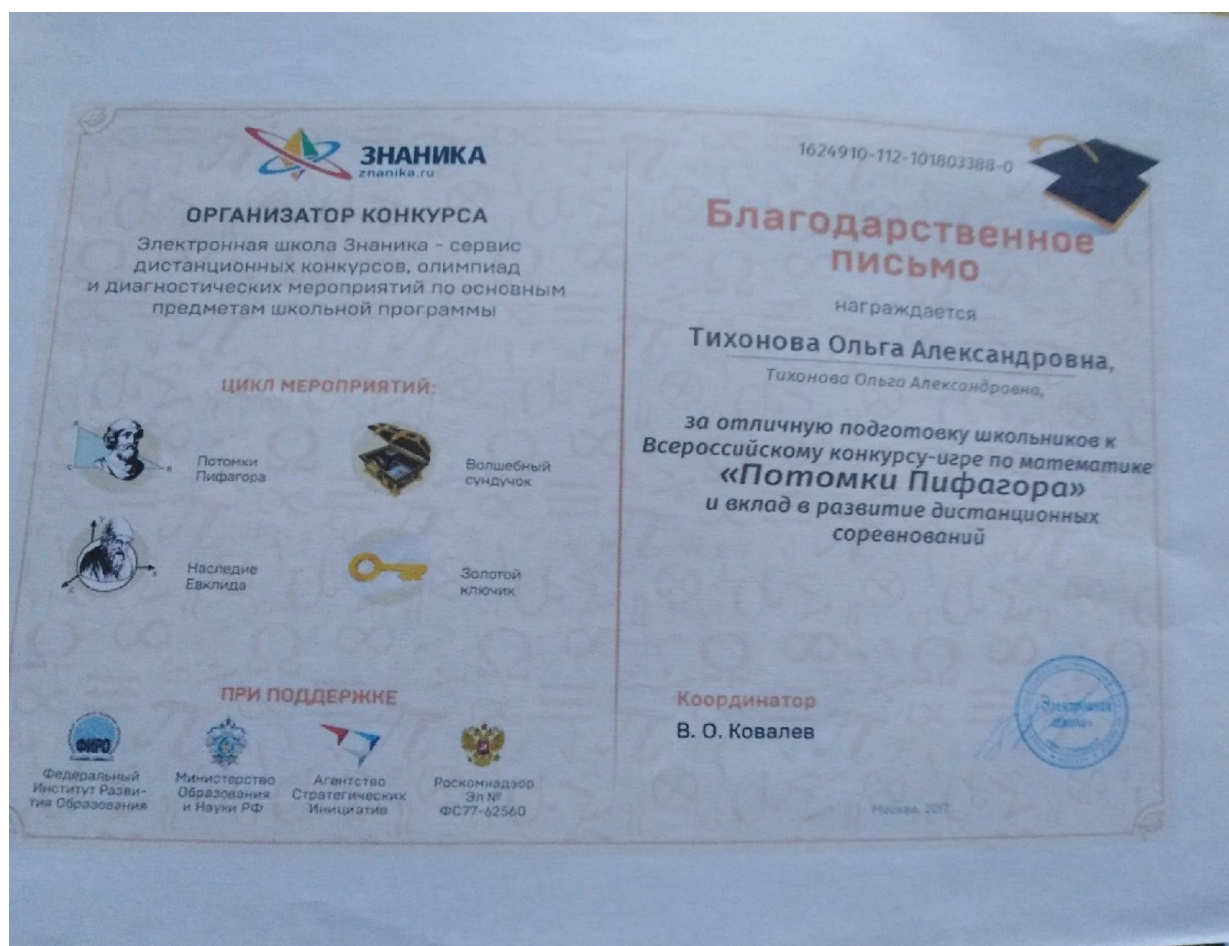 ЗНАНИКА
znanika.ru
ОРГАНИЗАТОР КОНКУРСА
Электронная школа Знаника - сервис
дистанционных конкурсов, олимпиад
и диагностических мероприятий по основным
предметам школьной программы
ЦИКЛ МЕРОПРИЯТИЙ:
Потомки
Пифагора
Волшебный
сундучок
Наследие
Евклида
Золотой
ключик
ПРИ ПОДДЕРЖКЕ
ФИРО
Федеральный
Институт Разви-
тия Образования
Министерство
Образования
и Науки РФ
Агентство
Стратегических
Инициатив
Роскомнадзор
Эл №
ФС77-62560
1624910-112-101803388-0
Благодарственное
письмо
награждается
Тихонова Ольга Александровна,
Тихонова Ольга Александровна,
за отличную подготовку школьников к
Всероссийскому конкурсу-игре по математике
«Потомки Пифагора»
и вклад в развитие дистанционных
соревнований
Координатор
В. О. Ковалев
Электронная
школа
Москва, 2017